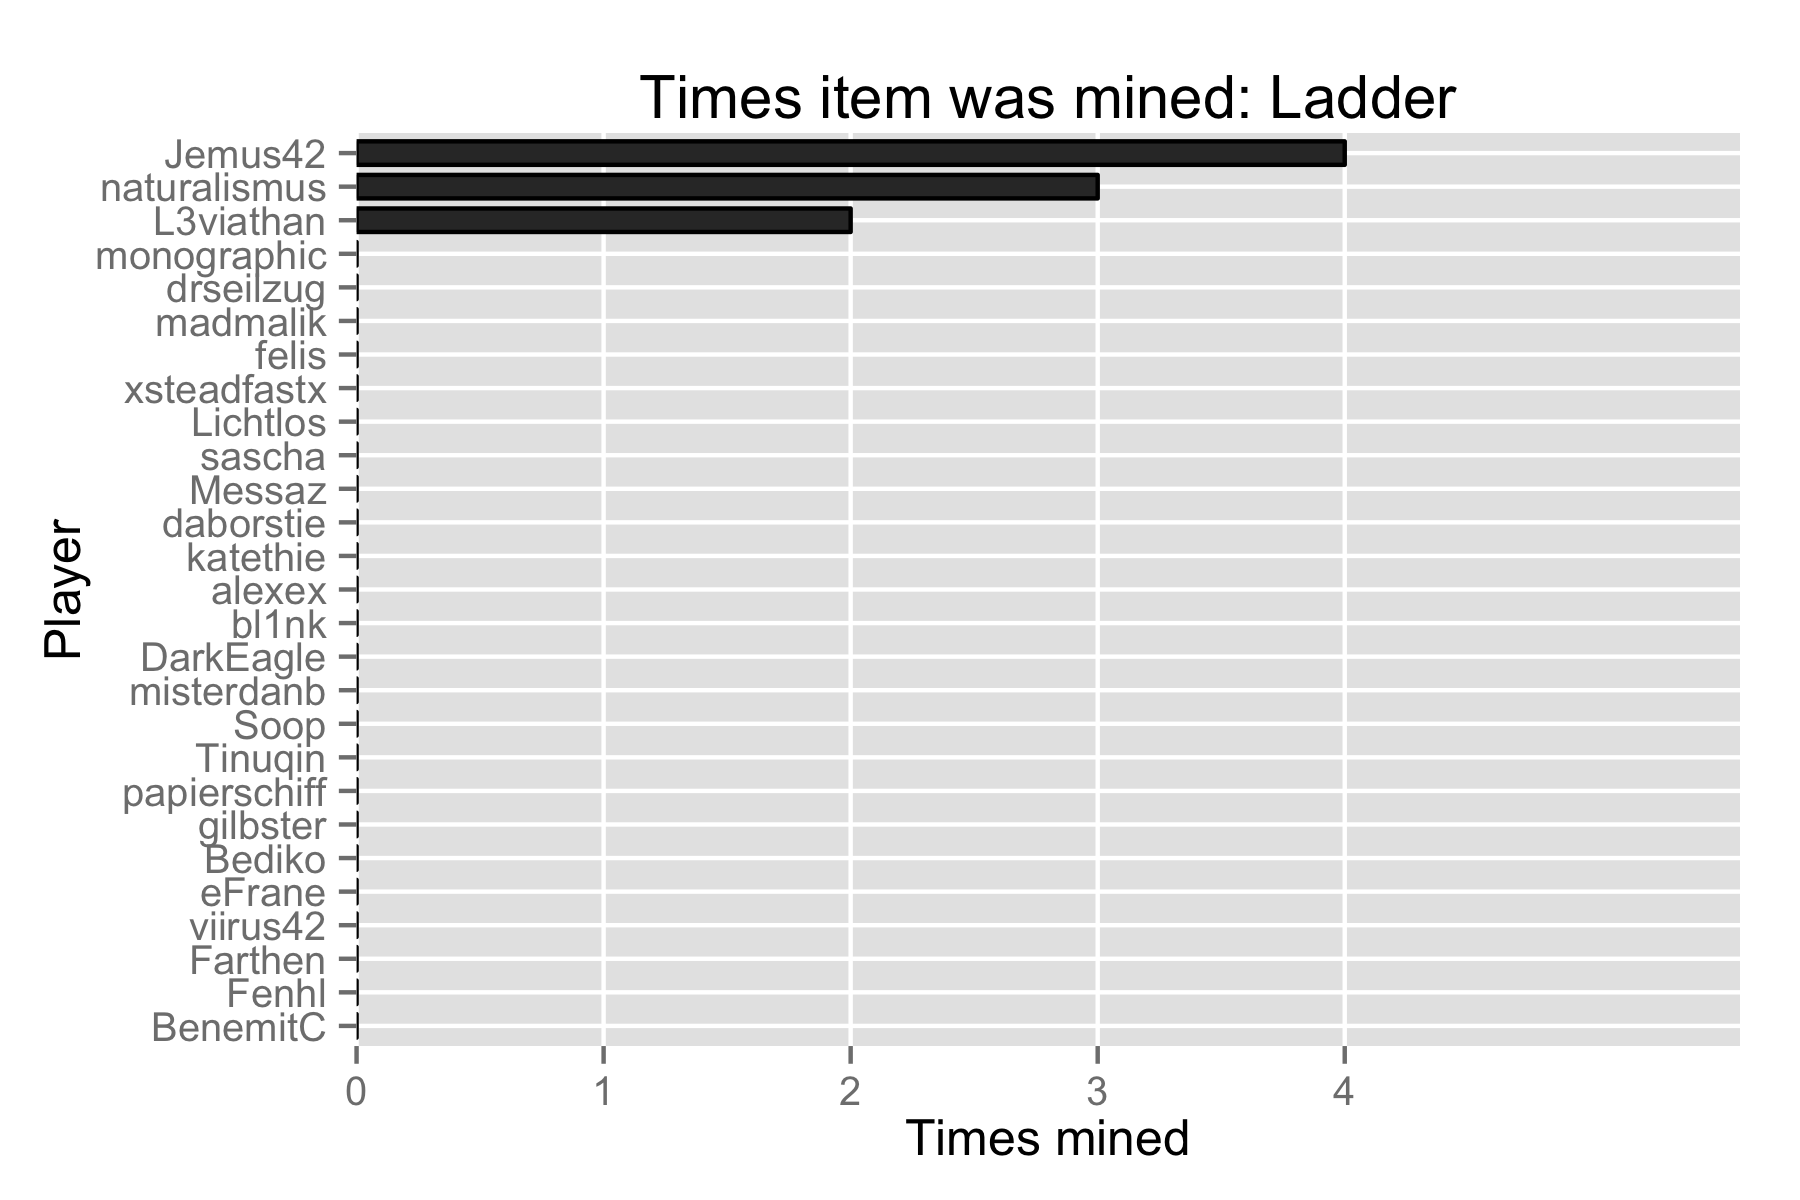 Times item was mined: Ladder
Jemus42
naturalismus
L3viathan
monographic
drseilzug
madmalik
felis
xsteadfastx
Lichtlos
sascha
Messaz
daborstie
katethie
alexex
bl1nk
DarkEagle
misterdanb
Soop
Tinuqin
papierschiff
gilbster
Bediko
eFrane
viirus42
Farthen
Fenhl
BenemitC
Player
0 1 2 3 4
Times mined